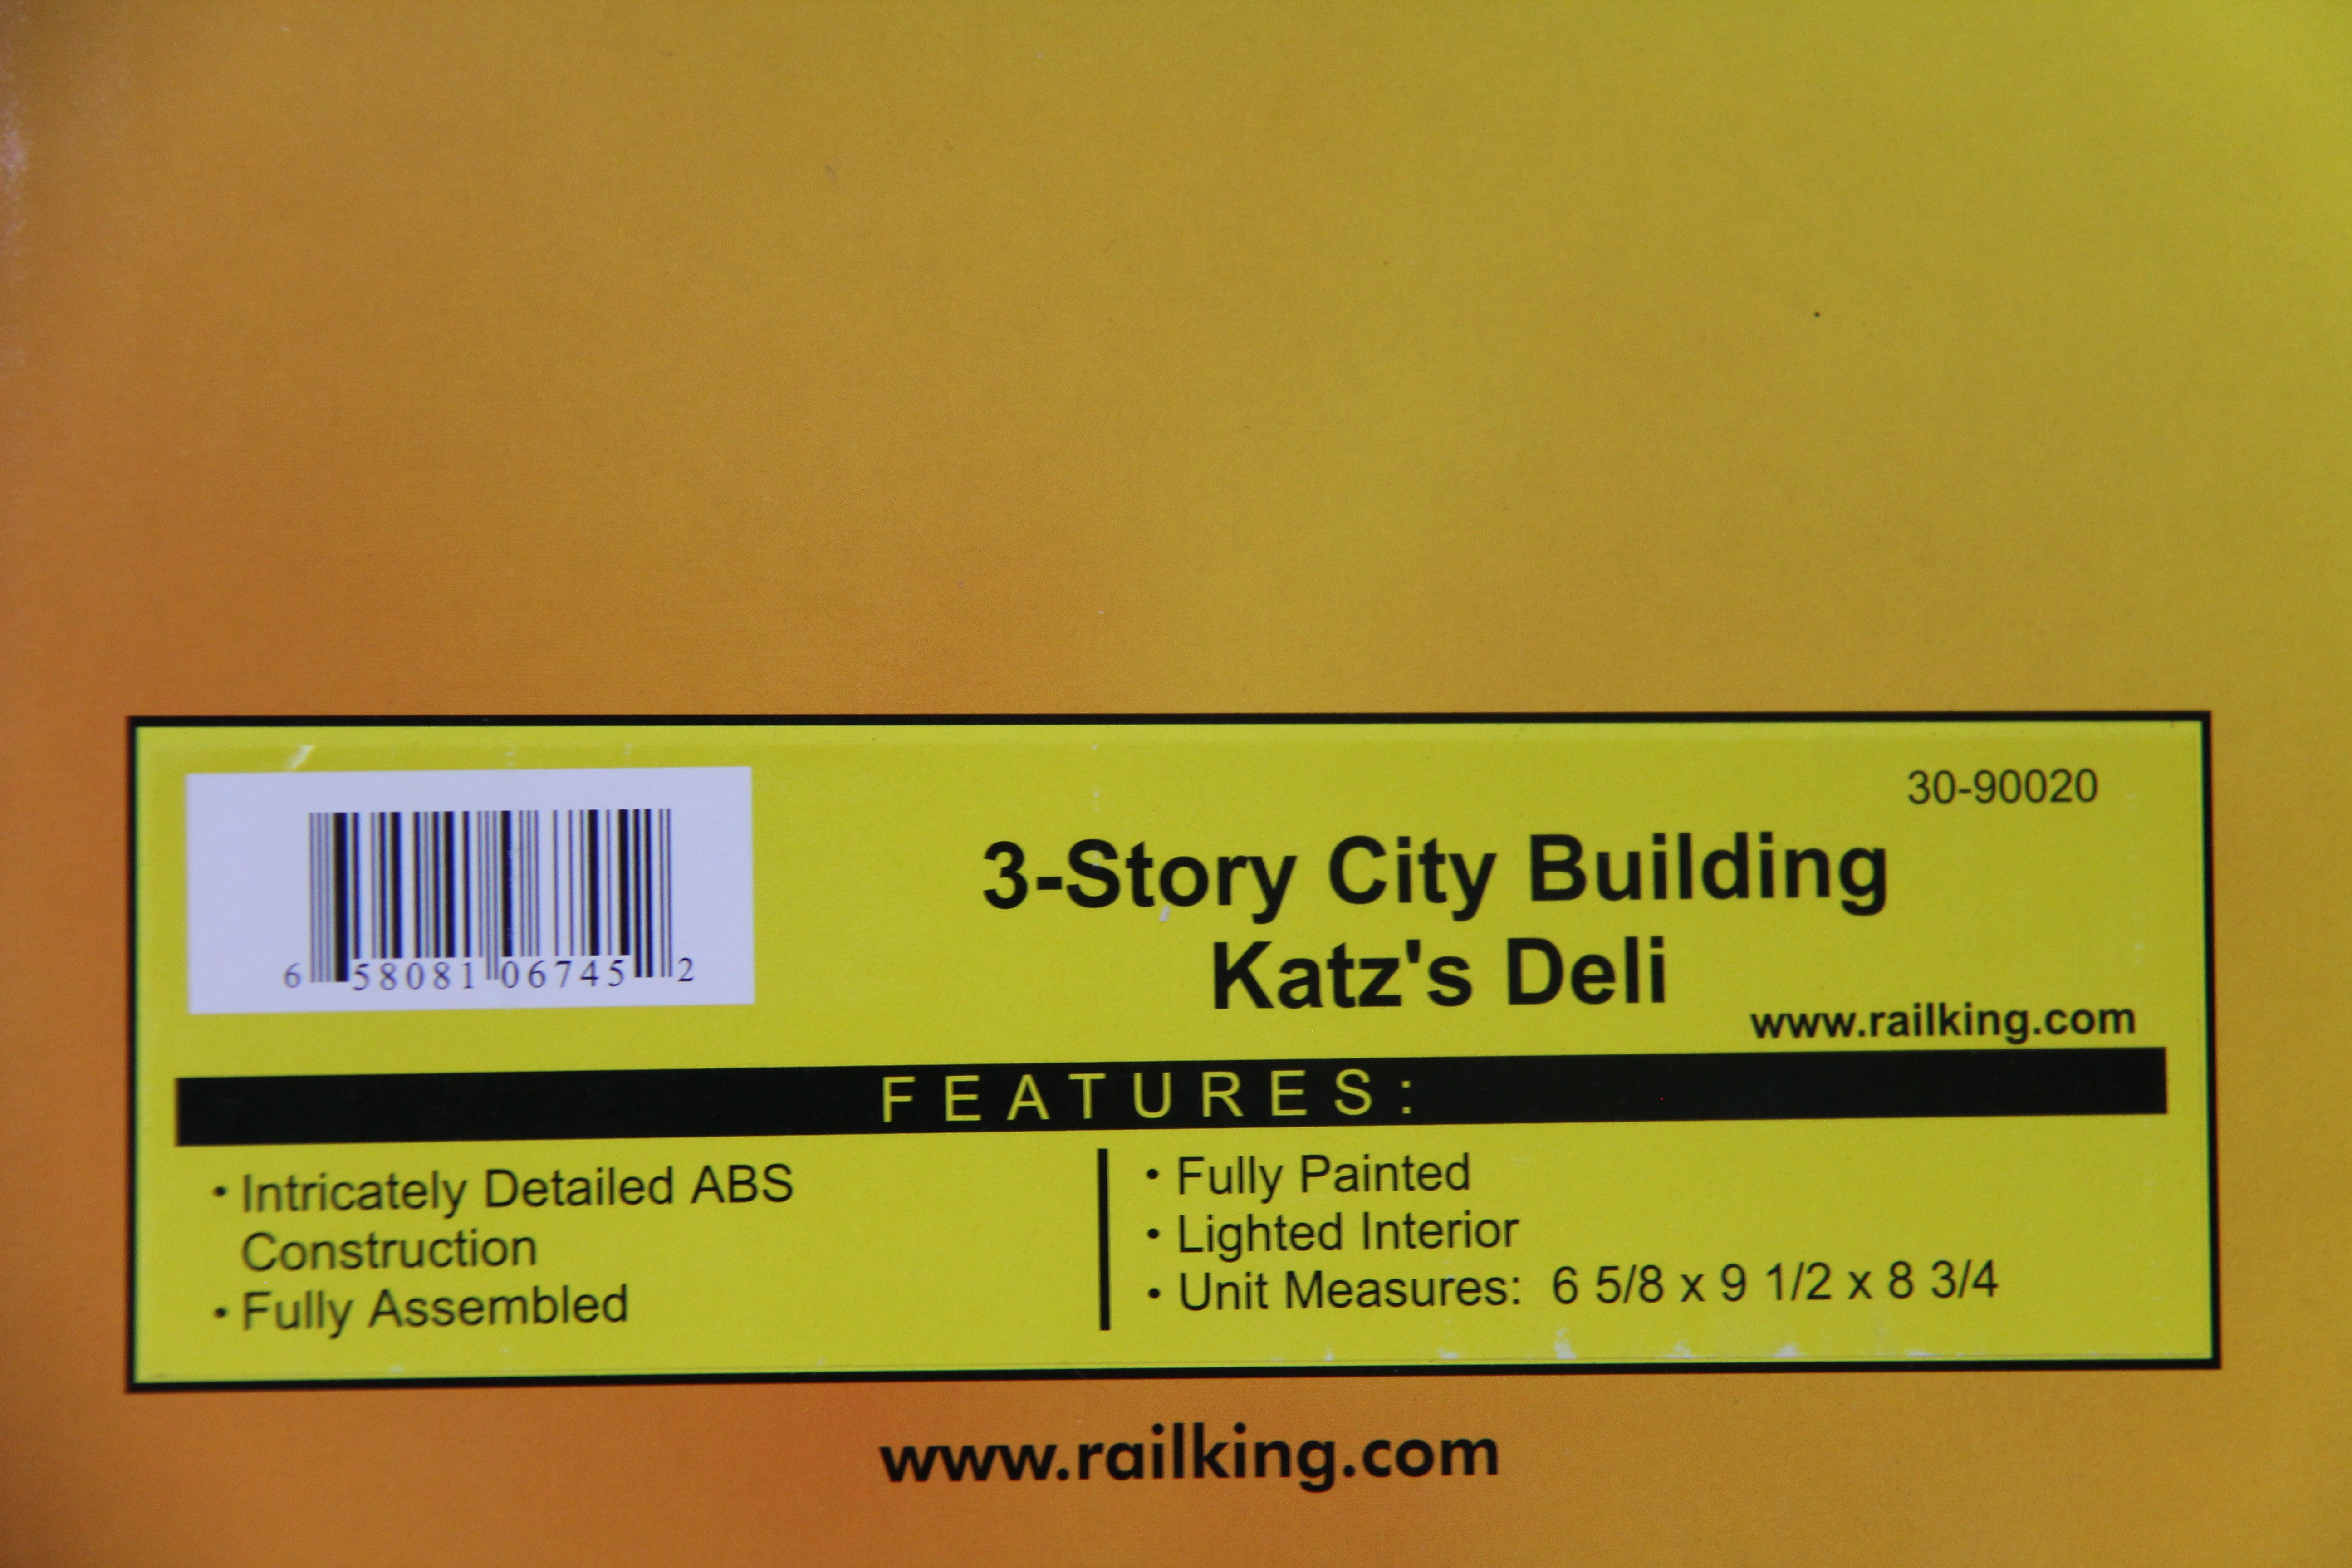 30-90020
3-Story City Building
Katz's Deli
6 58081 06745 2
www.railking.com
FEATURES:
• Intricately Detailed ABS
Construction
• Fully Assembled
• Fully Painted
• Lighted Interior
• Unit Measures: 6 5/8 x 9 1/2 x 8 3/4
www.railking.com